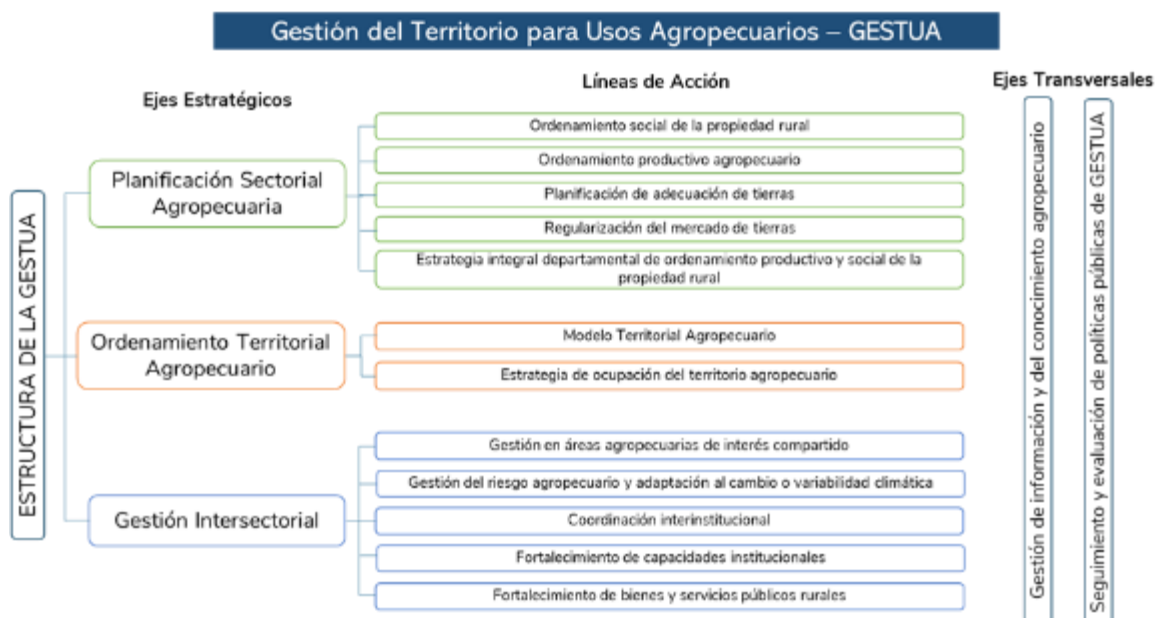 Gestión del Territorio para Usos Agropecuarios – GESTUA
Ejes Estratégicos
Líneas de Acción
Ejes Transversales
ESTRUCTURA DE LA GESTUA
Planificación Sectorial
Agropecuaria
Ordenamiento social de la propiedad rural
Ordenamiento productivo agropecuario
Planificación de adecuación de tierras
Regularización del mercado de tierras
Estrategia integral departamental de ordenamiento productivo y social de la
propiedad rural
Ordenamiento Territorial
Agropecuario
Modelo Territorial Agropecuario
Estrategia de ocupación del territorio agropecuario
Gestión Intersectorial
Gestión en áreas agropecuarias de interés compartido
Gestión del riesgo agropecuario y adaptación al cambio o variabilidad climática
Coordinación interinstitucional
Fortalecimiento de capacidades institucionales
Fortalecimiento de bienes y servicios públicos rurales
Gestión de información y del conocimiento agropecuario
Seguimiento y evaluación de políticas públicas de GESTUA